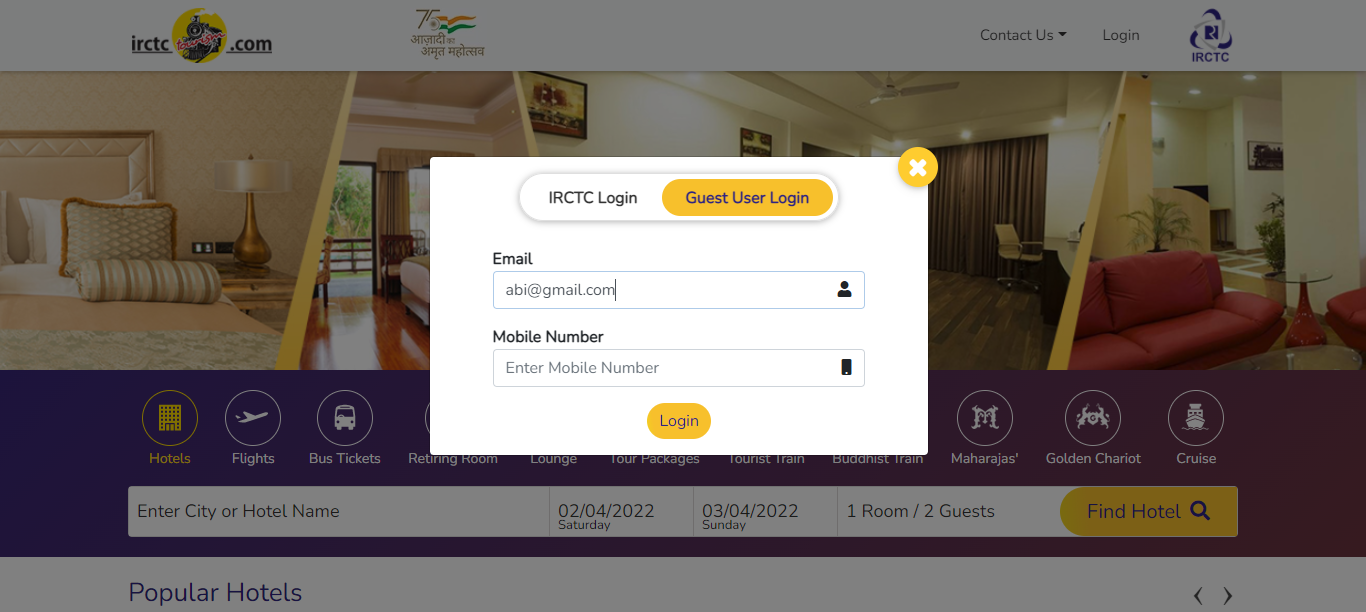 irctc tourism .com
75
आज़ादी का
अमृत महोत्सव
Contact Us
Login
IRCTC
IRCTC Login
Guest User Login
Email
abi@gmail.com
Mobile Number
Enter Mobile Number
Login
Hotels
Flights
Bus Tickets
Retiring Room
Lounge
Tour Packages
Tourist Train
Buddhist Train
Maharajas'
Golden Chariot
Cruise
Enter City or Hotel Name
02/04/2022
Saturday
03/04/2022
Sunday
1 Room / 2 Guests
Find Hotel
Popular Hotels